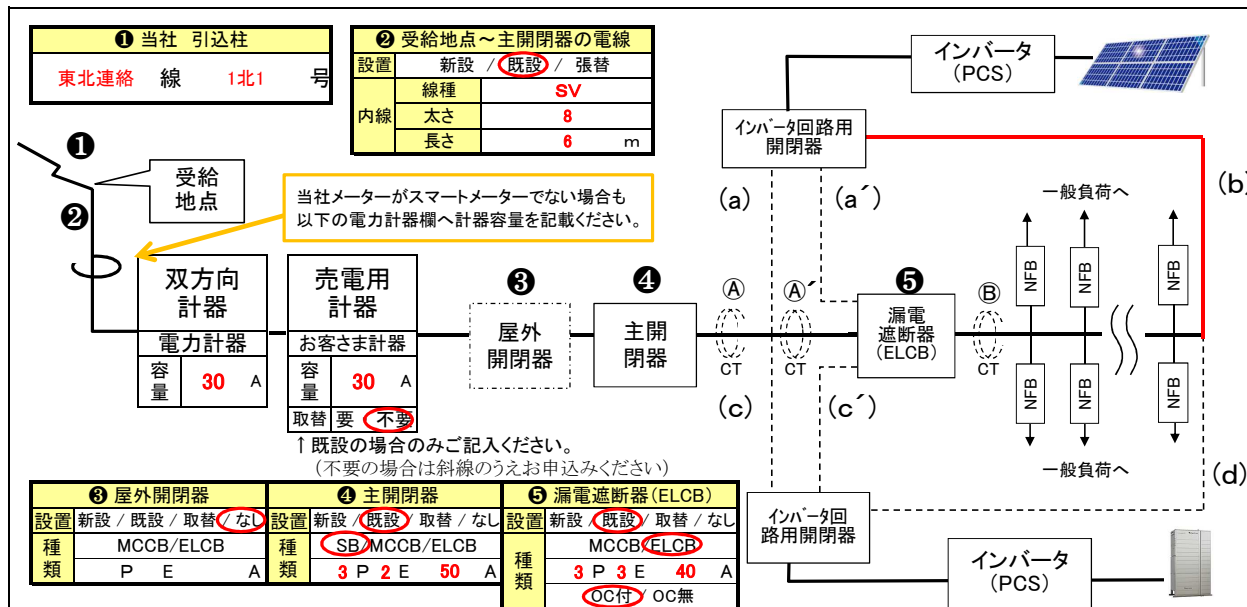 ❶ 当社 引込柱
東北連絡 線 1北1 号
❷ 受給地点～主開閉器の電線
設置 新設 / 既設 / 張替
内線
線種 SV
太さ 8
長さ 6 m
インバータ
(PCS)
インバータ回路用
開閉器
❶
受給
地点
❷
当社メーターがスマートメーターでない場合も
以下の電力計器欄へ計器容量を記載ください。
(a)
(a´)
(b)
一般負荷へ
NFB
NFB
NFB
双方向
計器
電力計器
容量 30 A
売電用
計器
お客さま計器
容量 30 A
取替 要 不要
❸
屋外
開閉器
❹
主開
閉器
Ⓐ
CT
Ⓐ´
CT
❺
漏電
遮断器
(ELCB)
Ⓑ
CT
NFB
NFB
NFB
(c)
(c´)
一般負荷へ
(d)
↑既設の場合のみご記入ください。
(不要の場合は斜線のうえお申込みください)
❸ 屋外開閉器
設置 新設 / 既設 / 取替 / なし
種類
MCCB/ELCB
P E A
❹ 主開閉器
設置 新設 / 既設 / 取替 / なし
種類
SB/MCCB/ELCB
3 P 2 E 50 A
❺ 漏電遮断器(ELCB)
設置 新設 / 既設 / 取替 / なし
種類
MCCB/ELCB
3 P 3 E 40 A
OC付 / OC無
インバータ回
路用開閉器
インバータ
(PCS)